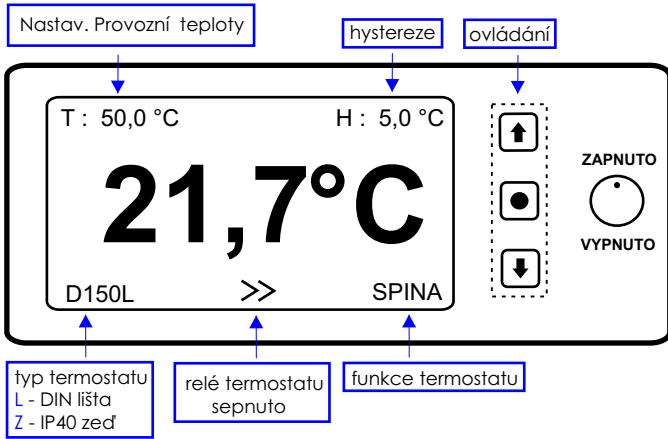 Nastav. Provozní teploty
hystereze
ovládání
T : 50,0 °C
H : 5,0 °C
21,7°C
D150L
>>
SPINA
ZAPNUTO
VYPNUTO
typ termostatu
L - DIN lišta
Z - IP40 zeď
relé termostatu
sepnuto
funkce termostatu